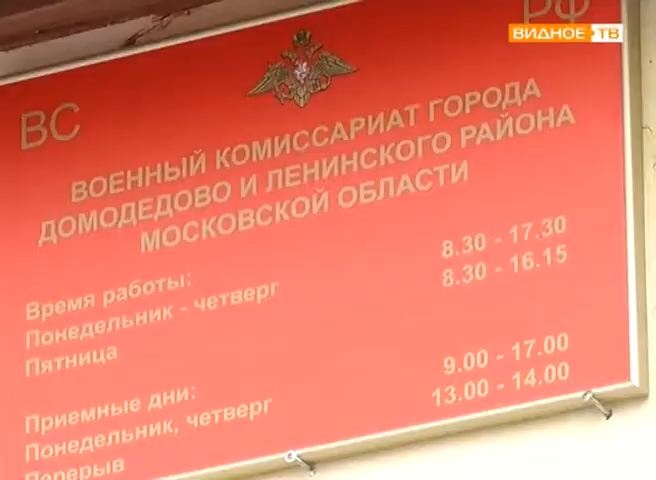 РФ
ВИДНОЕ ТВ
ВС
ВОЕННЫЙ КОМИССАРИАТ ГОРОДА
ДОМОДЕДОВО И ЛЕНИНСКОГО РАЙОНА
МОСКОВСКОЙ ОБЛАСТИ
Время работы:
Понедельник - четверг 8.30 - 17.30
Пятница 8.30 - 16.15
Приемные дни:
Понедельник, четверг 9.00 - 17.00
Перерыв 13.00 - 14.00